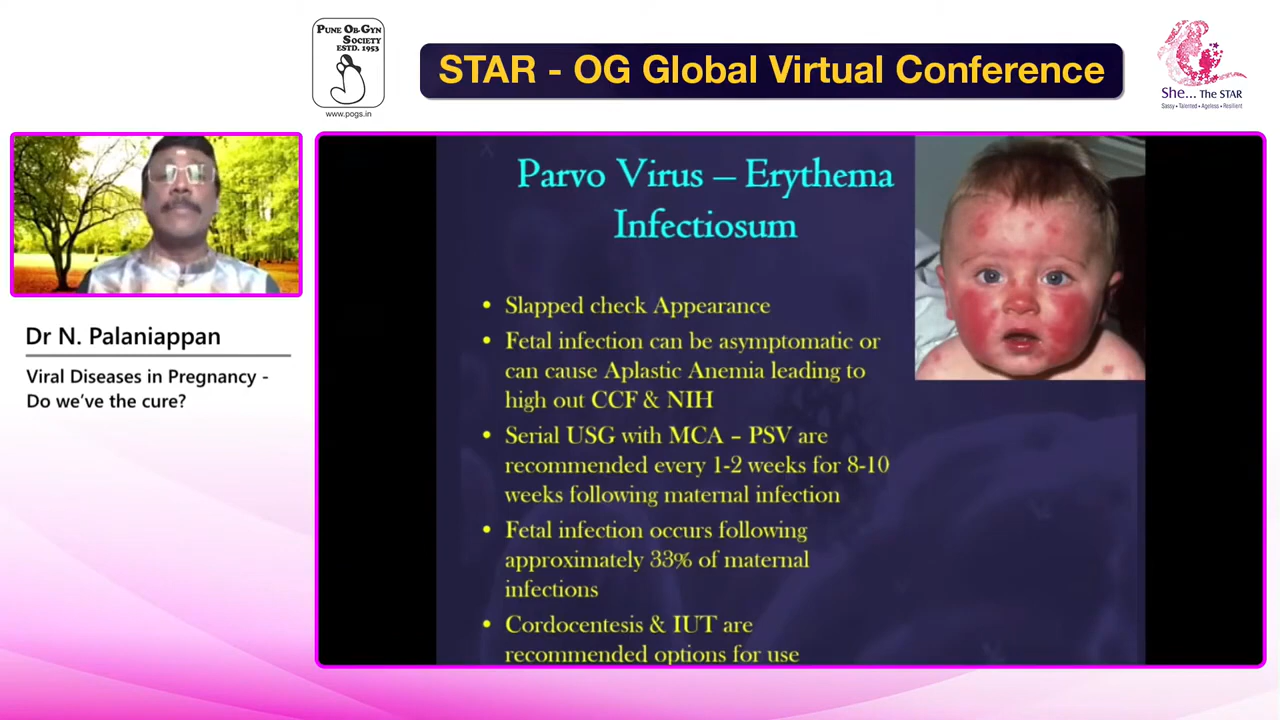 PUNE OB-GYN
SOCIETY
ESTD. 1953
www.pogs.in
STAR - OG Global Virtual Conference
She... THE STAR
Sassy • Talented • Ageless • Resilient
Dr N. Palaniappan
Viral Diseases in Pregnancy -
Do we've the cure?
Parvo Virus – Erythema
Infectiosum
• Slapped check Appearance
• Fetal infection can be asymptomatic or
can cause Aplastic Anemia leading to
high out CCF & NIH
• Serial USG with MCA – PSV are
recommended every 1-2 weeks for 8-10
weeks following maternal infection
• Fetal infection occurs following
approximately 33% of maternal
infections
• Cordocentesis & IUT are
recommended options for use